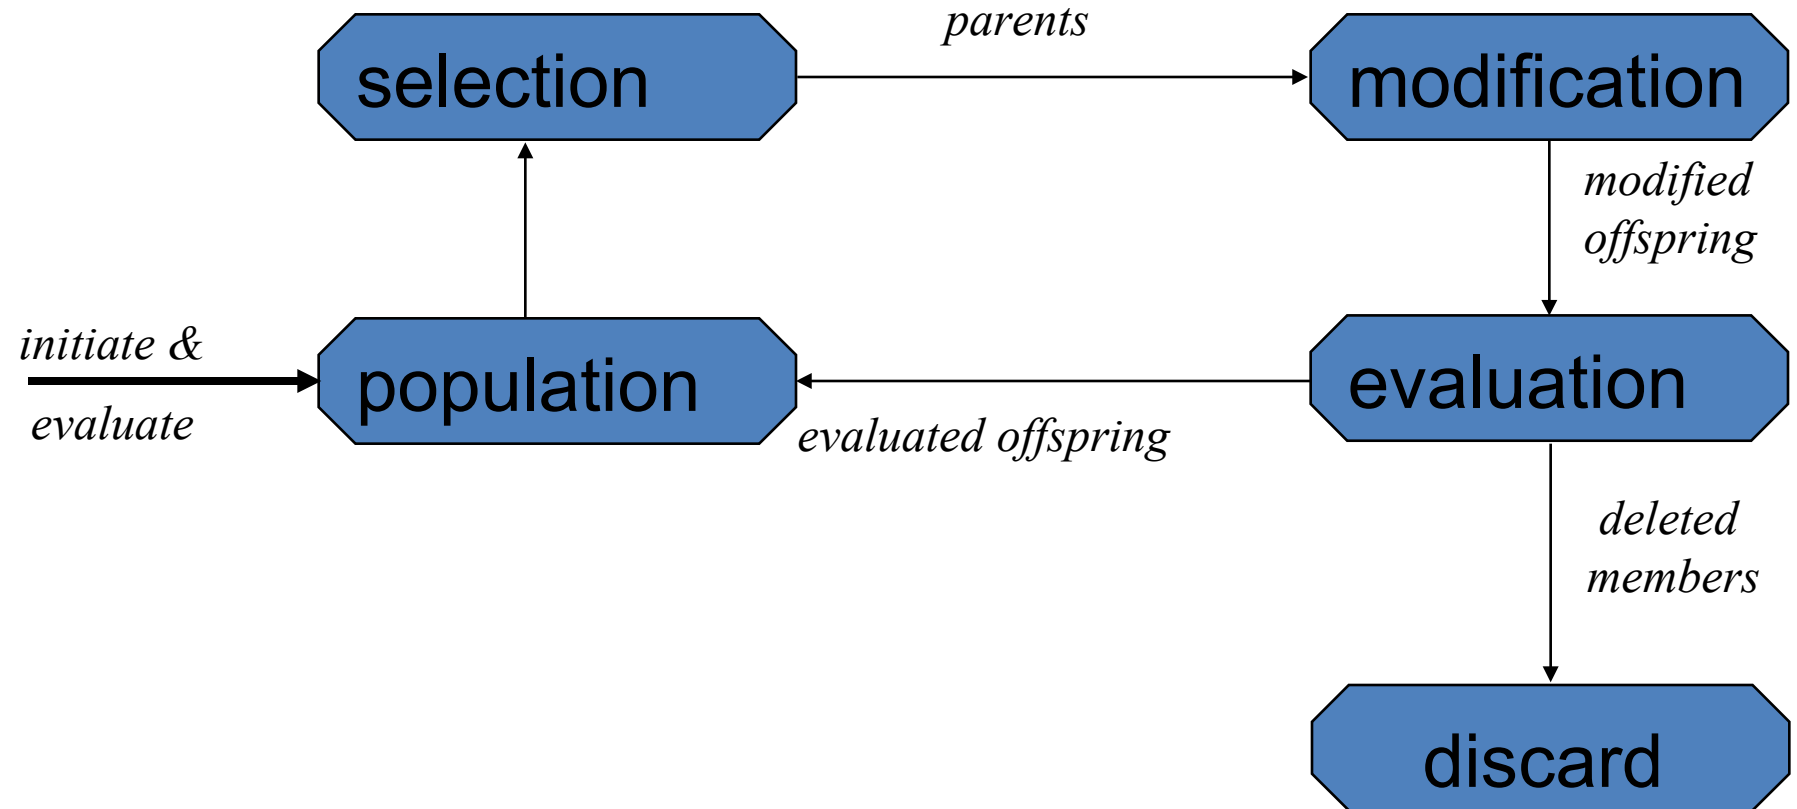 parents
selection
modification
modified
offspring
initiate &
population
evaluate
evaluated offspring
evaluation
deleted
members
discard